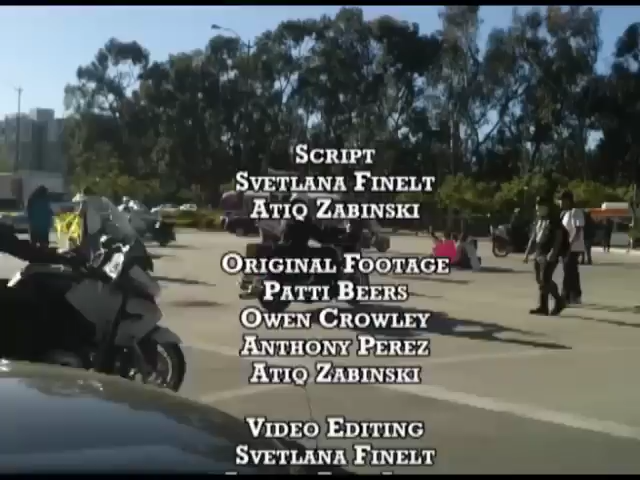 Script
Svetlana Finelt
Atiq Zabinski
Original Footage
Patti Beers
Owen Crowley
Anthony Perez
Atiq Zabinski
Video Editing
Svetlana Finelt